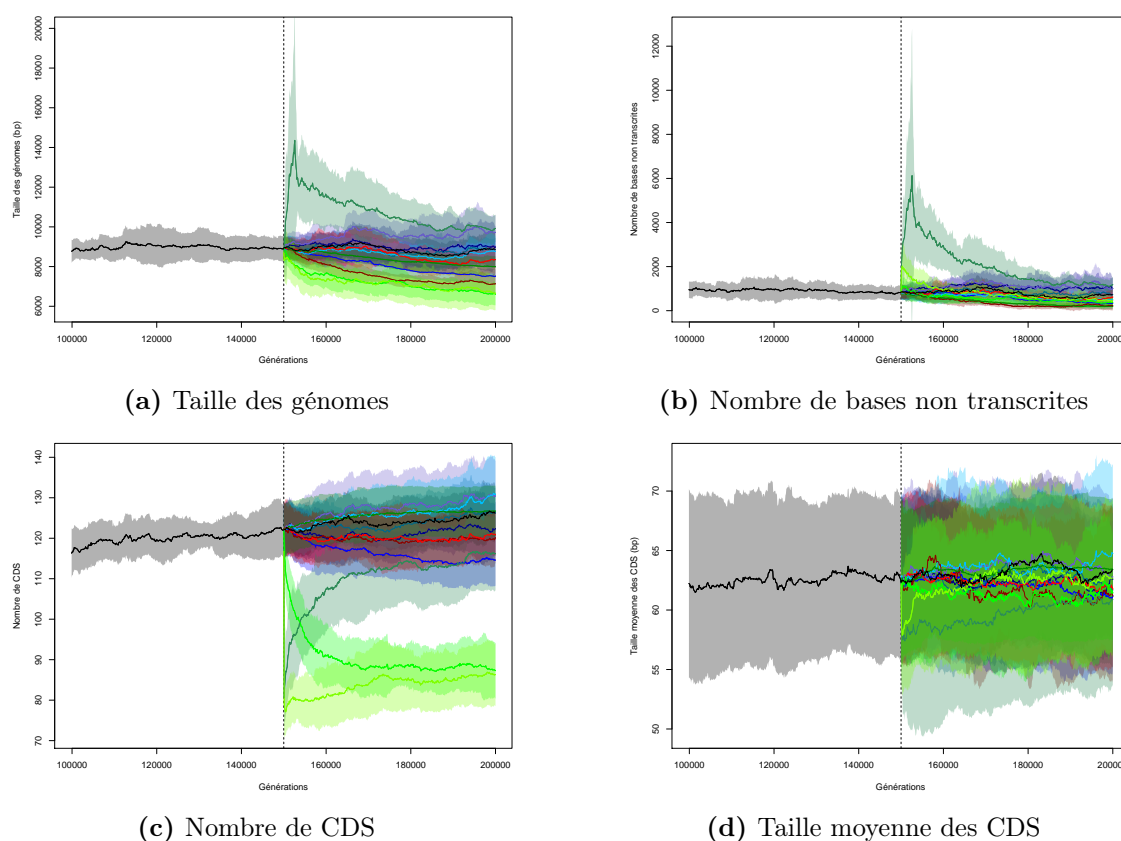 Taille des génomes (bp)
20000
18000
16000
14000
12000
10000
8000
6000
100000 120000 140000 160000 180000 200000
Générations
(a) Taille des génomes
Nombre de bases non transcrites
12000
10000
8000
6000
4000
2000
0
100000 120000 140000 160000 180000 200000
Générations
(b) Nombre de bases non transcrites
Nombre de CDS
140
130
120
110
100
90
80
70
100000 120000 140000 160000 180000 200000
Générations
(c) Nombre de CDS
Taille moyenne des CDS (bp)
70
65
60
55
50
100000 120000 140000 160000 180000 200000
Générations
(d) Taille moyenne des CDS